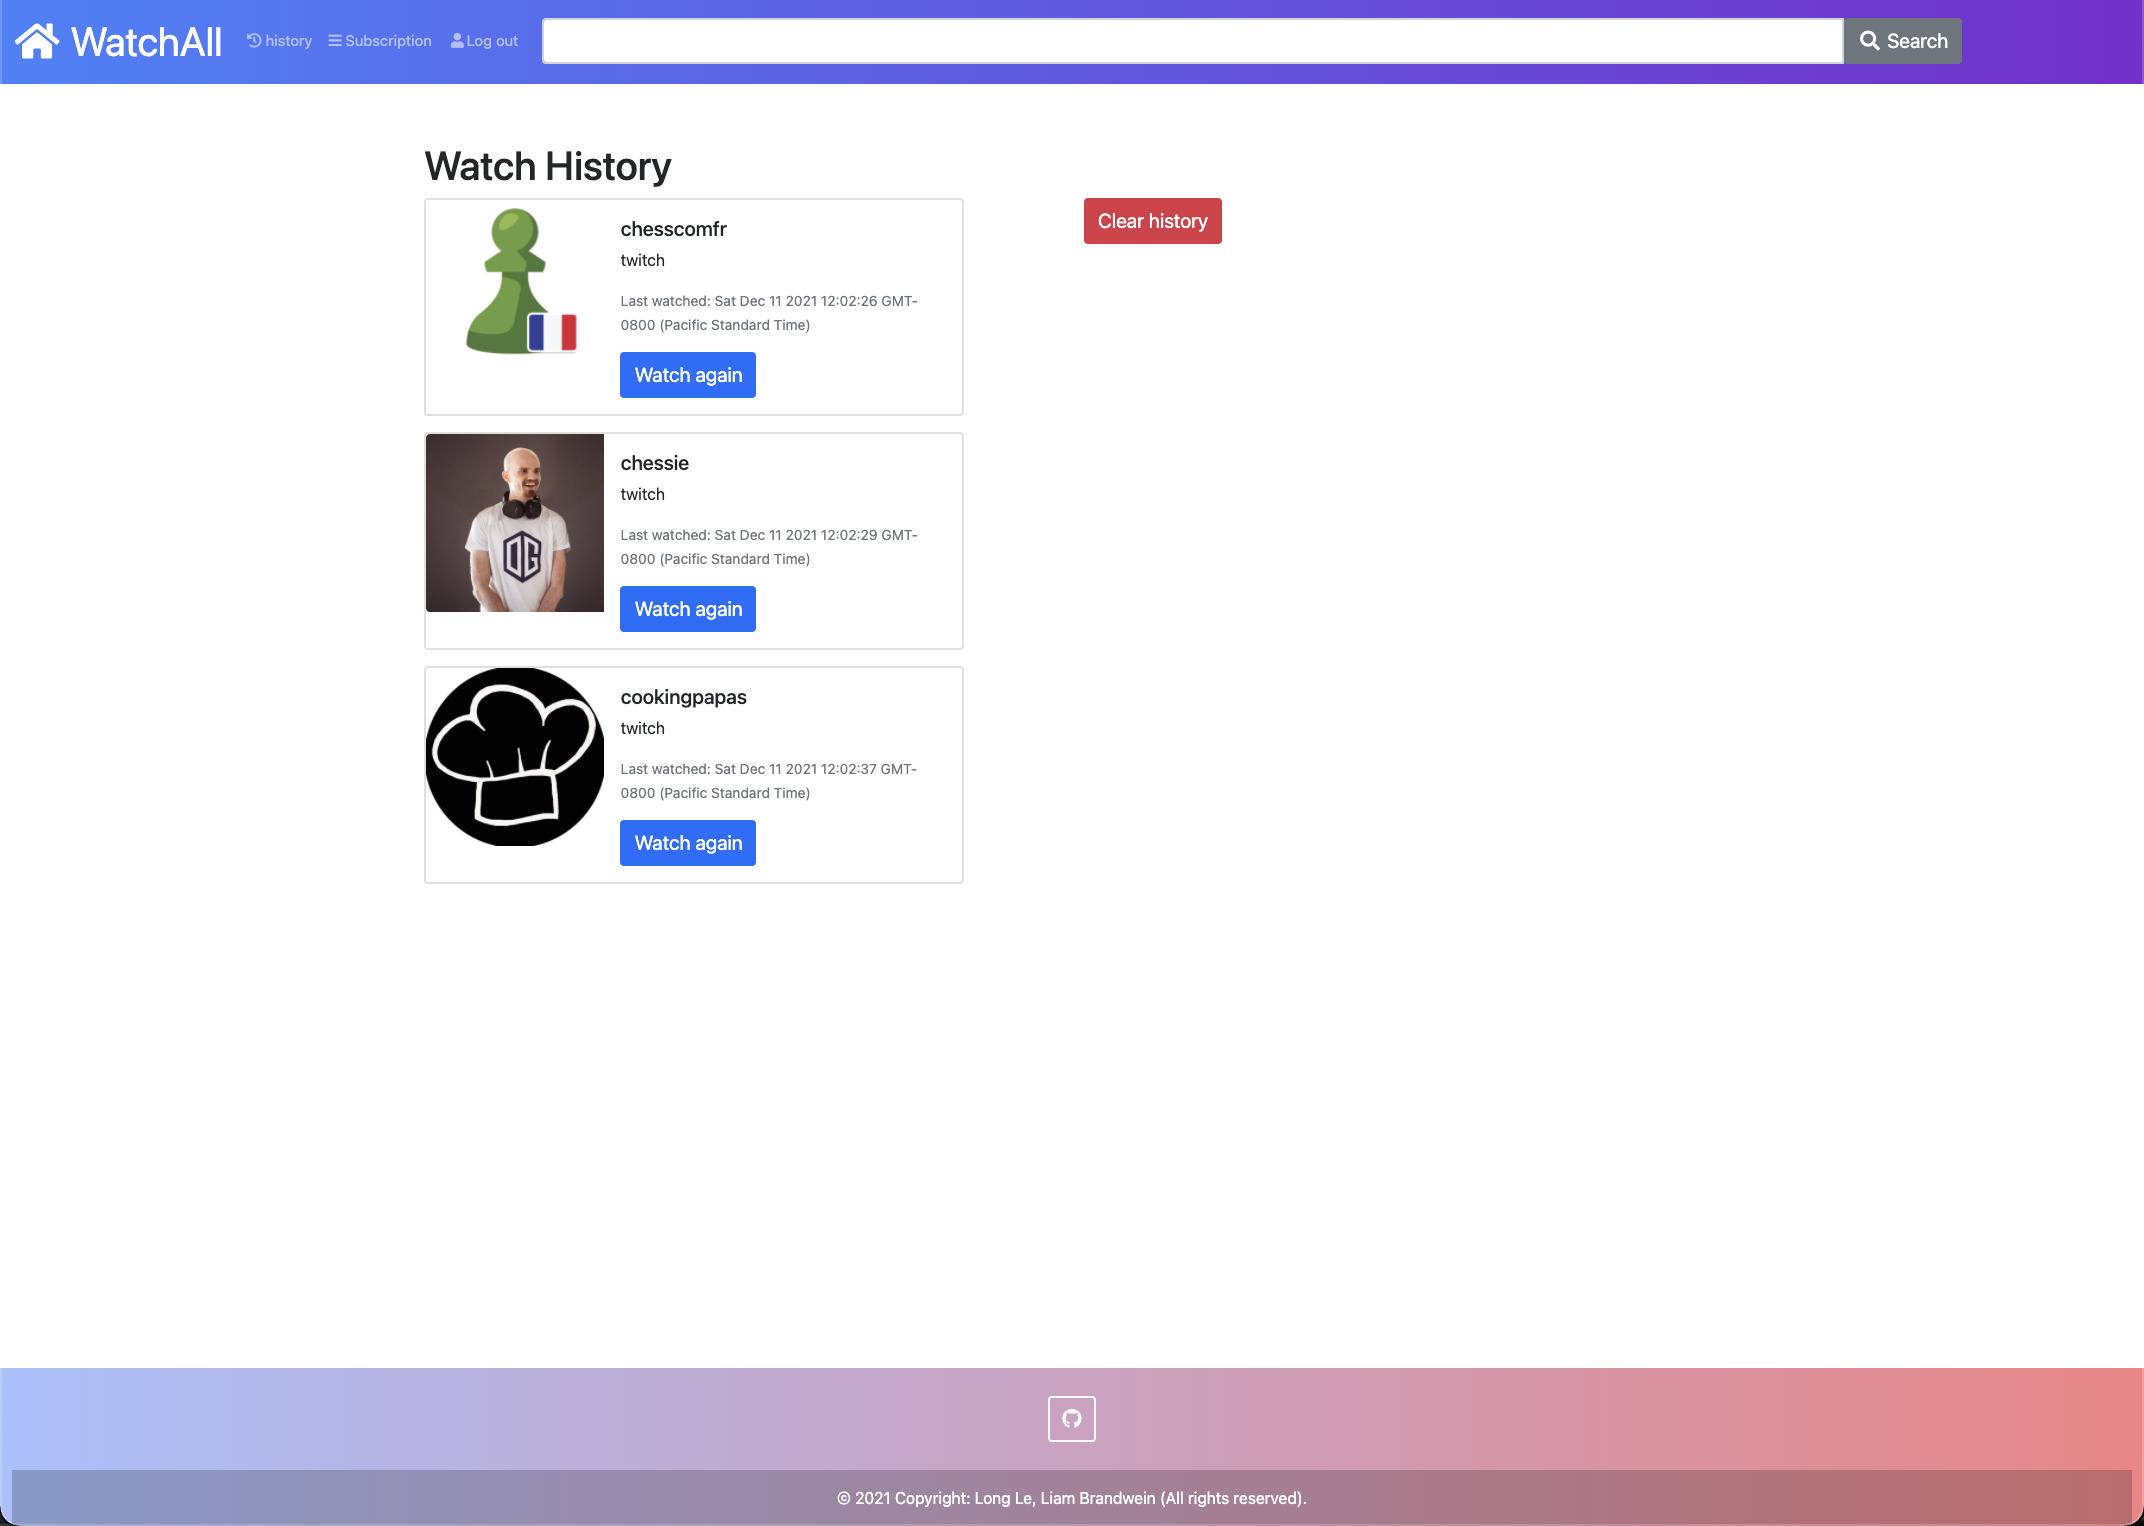 WatchAll history Subscription Log out Search
Watch History
Clear history
chesscomfr
twitch
Last watched: Sat Dec 11 2021 12:02:26 GMT-
0800 (Pacific Standard Time)
Watch again
chessie
twitch
Last watched: Sat Dec 11 2021 12:02:29 GMT-
0800 (Pacific Standard Time)
Watch again
OG
cookingpapas
twitch
Last watched: Sat Dec 11 2021 12:02:37 GMT-
0800 (Pacific Standard Time)
Watch again
© 2021 Copyright: Long Le, Liam Brandwein (All rights reserved).